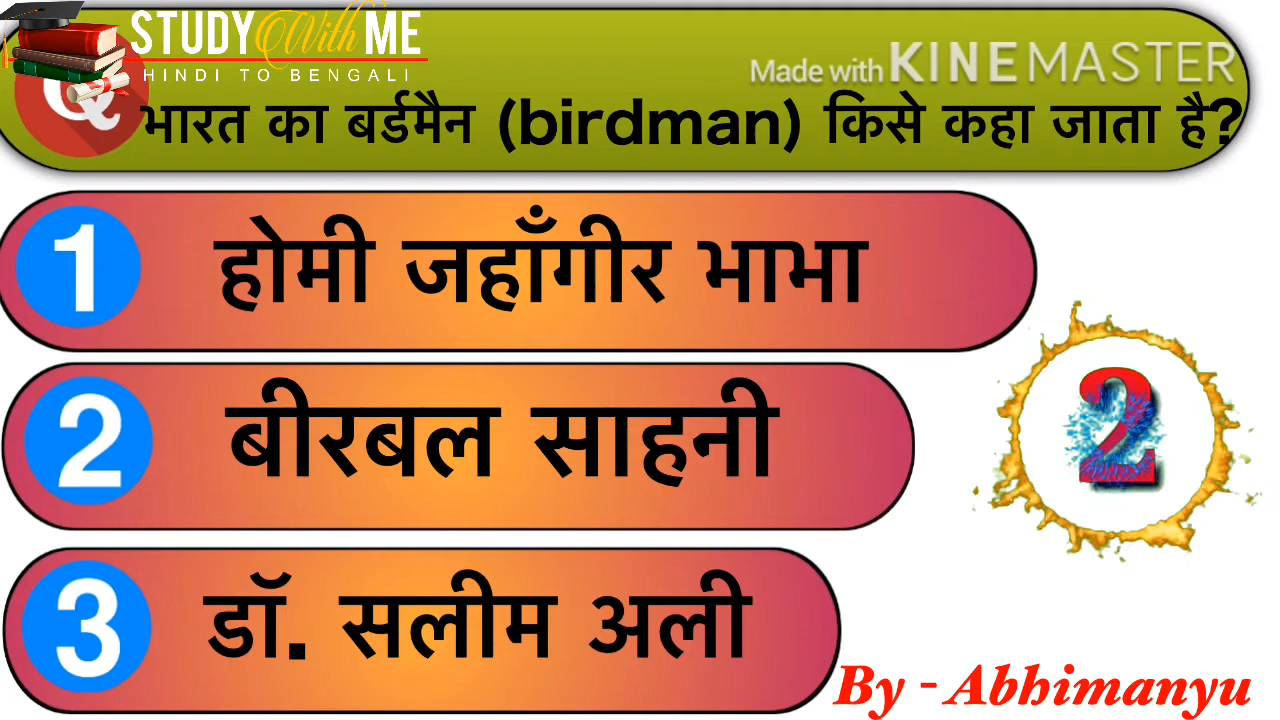 STUDY With ME
HINDI TO BENGALI
Made with KINEMASTER
Q
भारत का बर्डमैन (birdman) किसे कहा जाता है?
1 होमी जहाँगीर भाभा
2 बीरबल साहनी
2
3 डॉ. सलीम अली
By - Abhimanyu